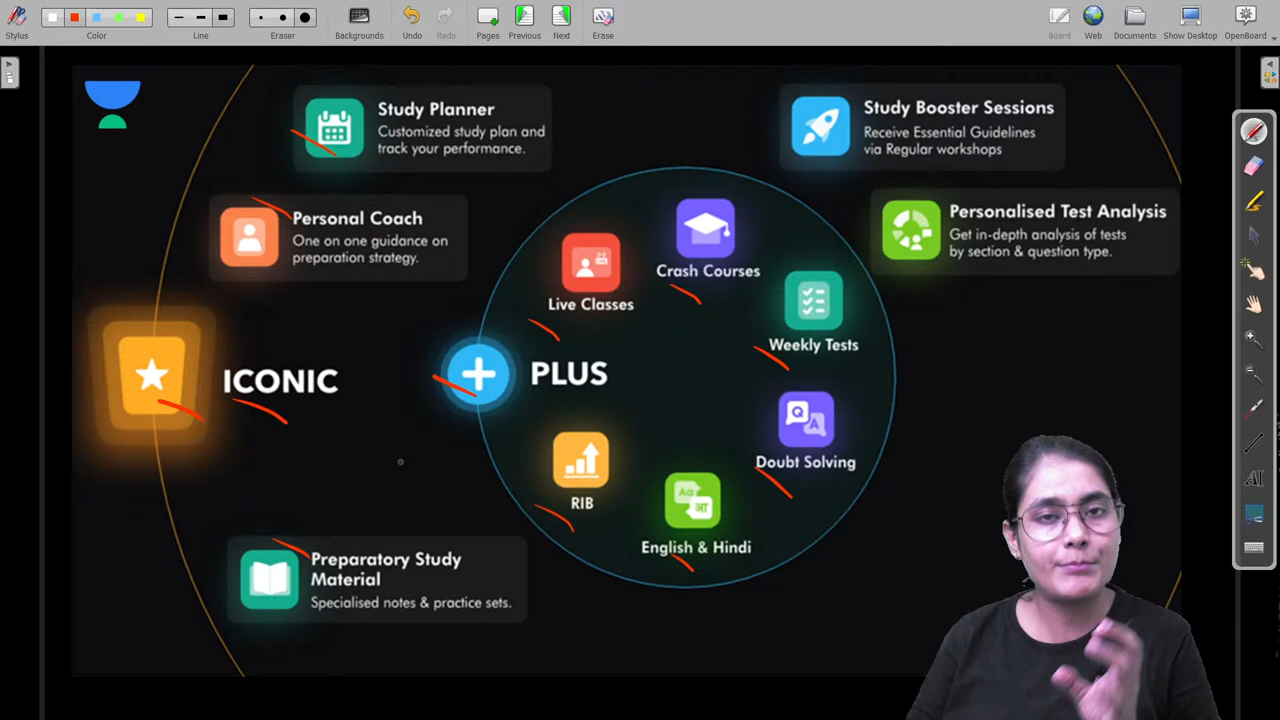 Stylus
Color
Line
Eraser
Backgrounds
Undo
Redo
Pages
Previous
Next
Erase
Board
Web
Documents
Show Desktop
OpenBoard
Study Planner
Customized study plan and
track your performance.
Study Booster Sessions
Receive Essential Guidelines
via Regular workshops
Personal Coach
One on one guidance on
preparation strategy.
Personalised Test Analysis
Get in-depth analysis of tests
by section & question type.
Crash Courses
Live Classes
Weekly Tests
ICONIC
PLUS
Q
A
Doubt Solving
RIB
Aa
अा
English & Hindi
Preparatory Study
Material
Specialised notes & practice sets.
AI